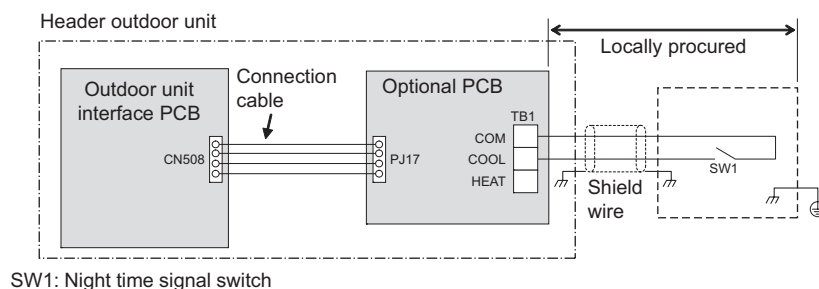 Header outdoor unit
Locally procured
Outdoor unit
interface PCB
Connection
cable
Optional PCB
TB1
COM
CN508
PJ17
COOL
SW1
HEAT
Shield
wire
SW1: Night time signal switch